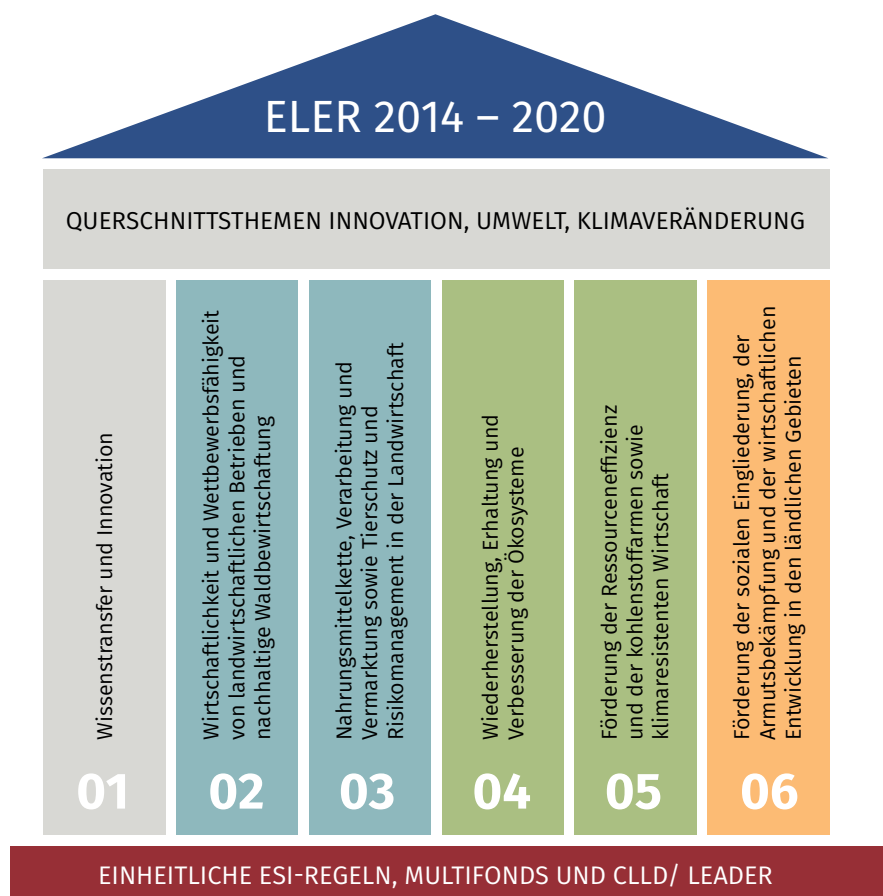 ELER 2014 – 2020
QUERSCHNITTSTHEMEN INNOVATION, UMWELT, KLIMAVERÄNDERUNG
Wissenstransfer und Innovation
01
Wirtschaftlichkeit und Wettbewerbsfähigkeit
von landwirtschaftlichen Betrieben und
nachhaltige Waldbewirtschaftung
02
Nahrungsmittelkette, Verarbeitung und
Vermarktung sowie Tierschutz und
Risikomanagement in der Landwirtschaft
03
Wiederherstellung, Erhaltung und
Verbesserung der Ökosysteme
04
Förderung der Ressourceneffizienz
und der kohlenstoffarmen sowie
klimaresistenten Wirtschaft
05
Förderung der sozialen Eingliederung, der
Armutsbekämpfung und der wirtschaftlichen
Entwicklung in den ländlichen Gebieten
06
EINHEITLICHE ESI-REGELN, MULTIFONDS UND CLLD/ LEADER